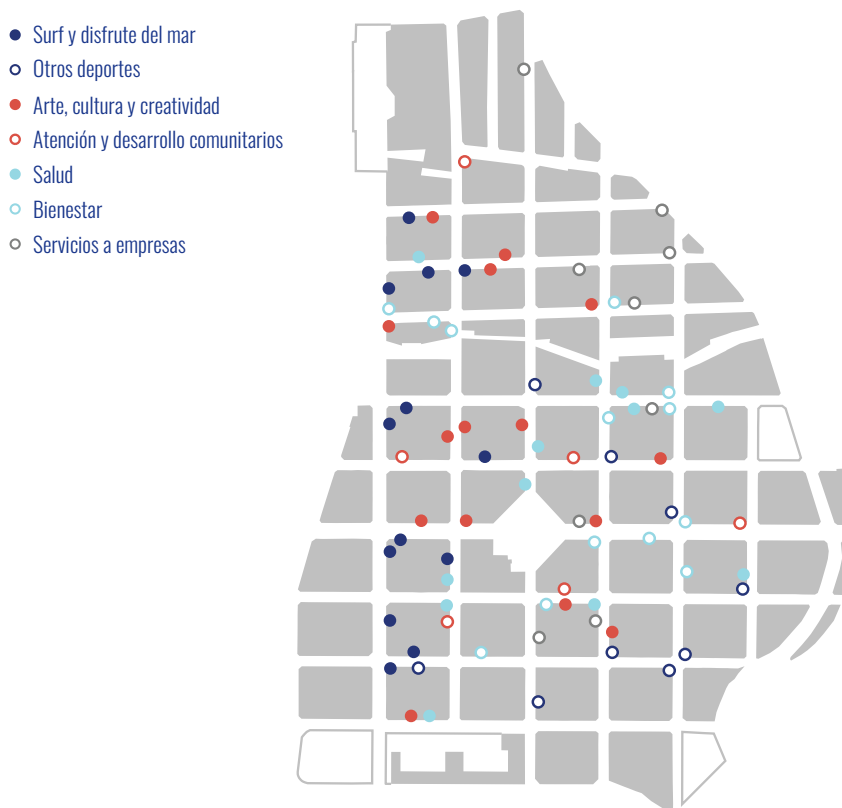 Surf y disfrute del mar
Otros deportes
Arte, cultura y creatividad
Atención y desarrollo comunitarios
Salud
Bienestar
Servicios a empresas